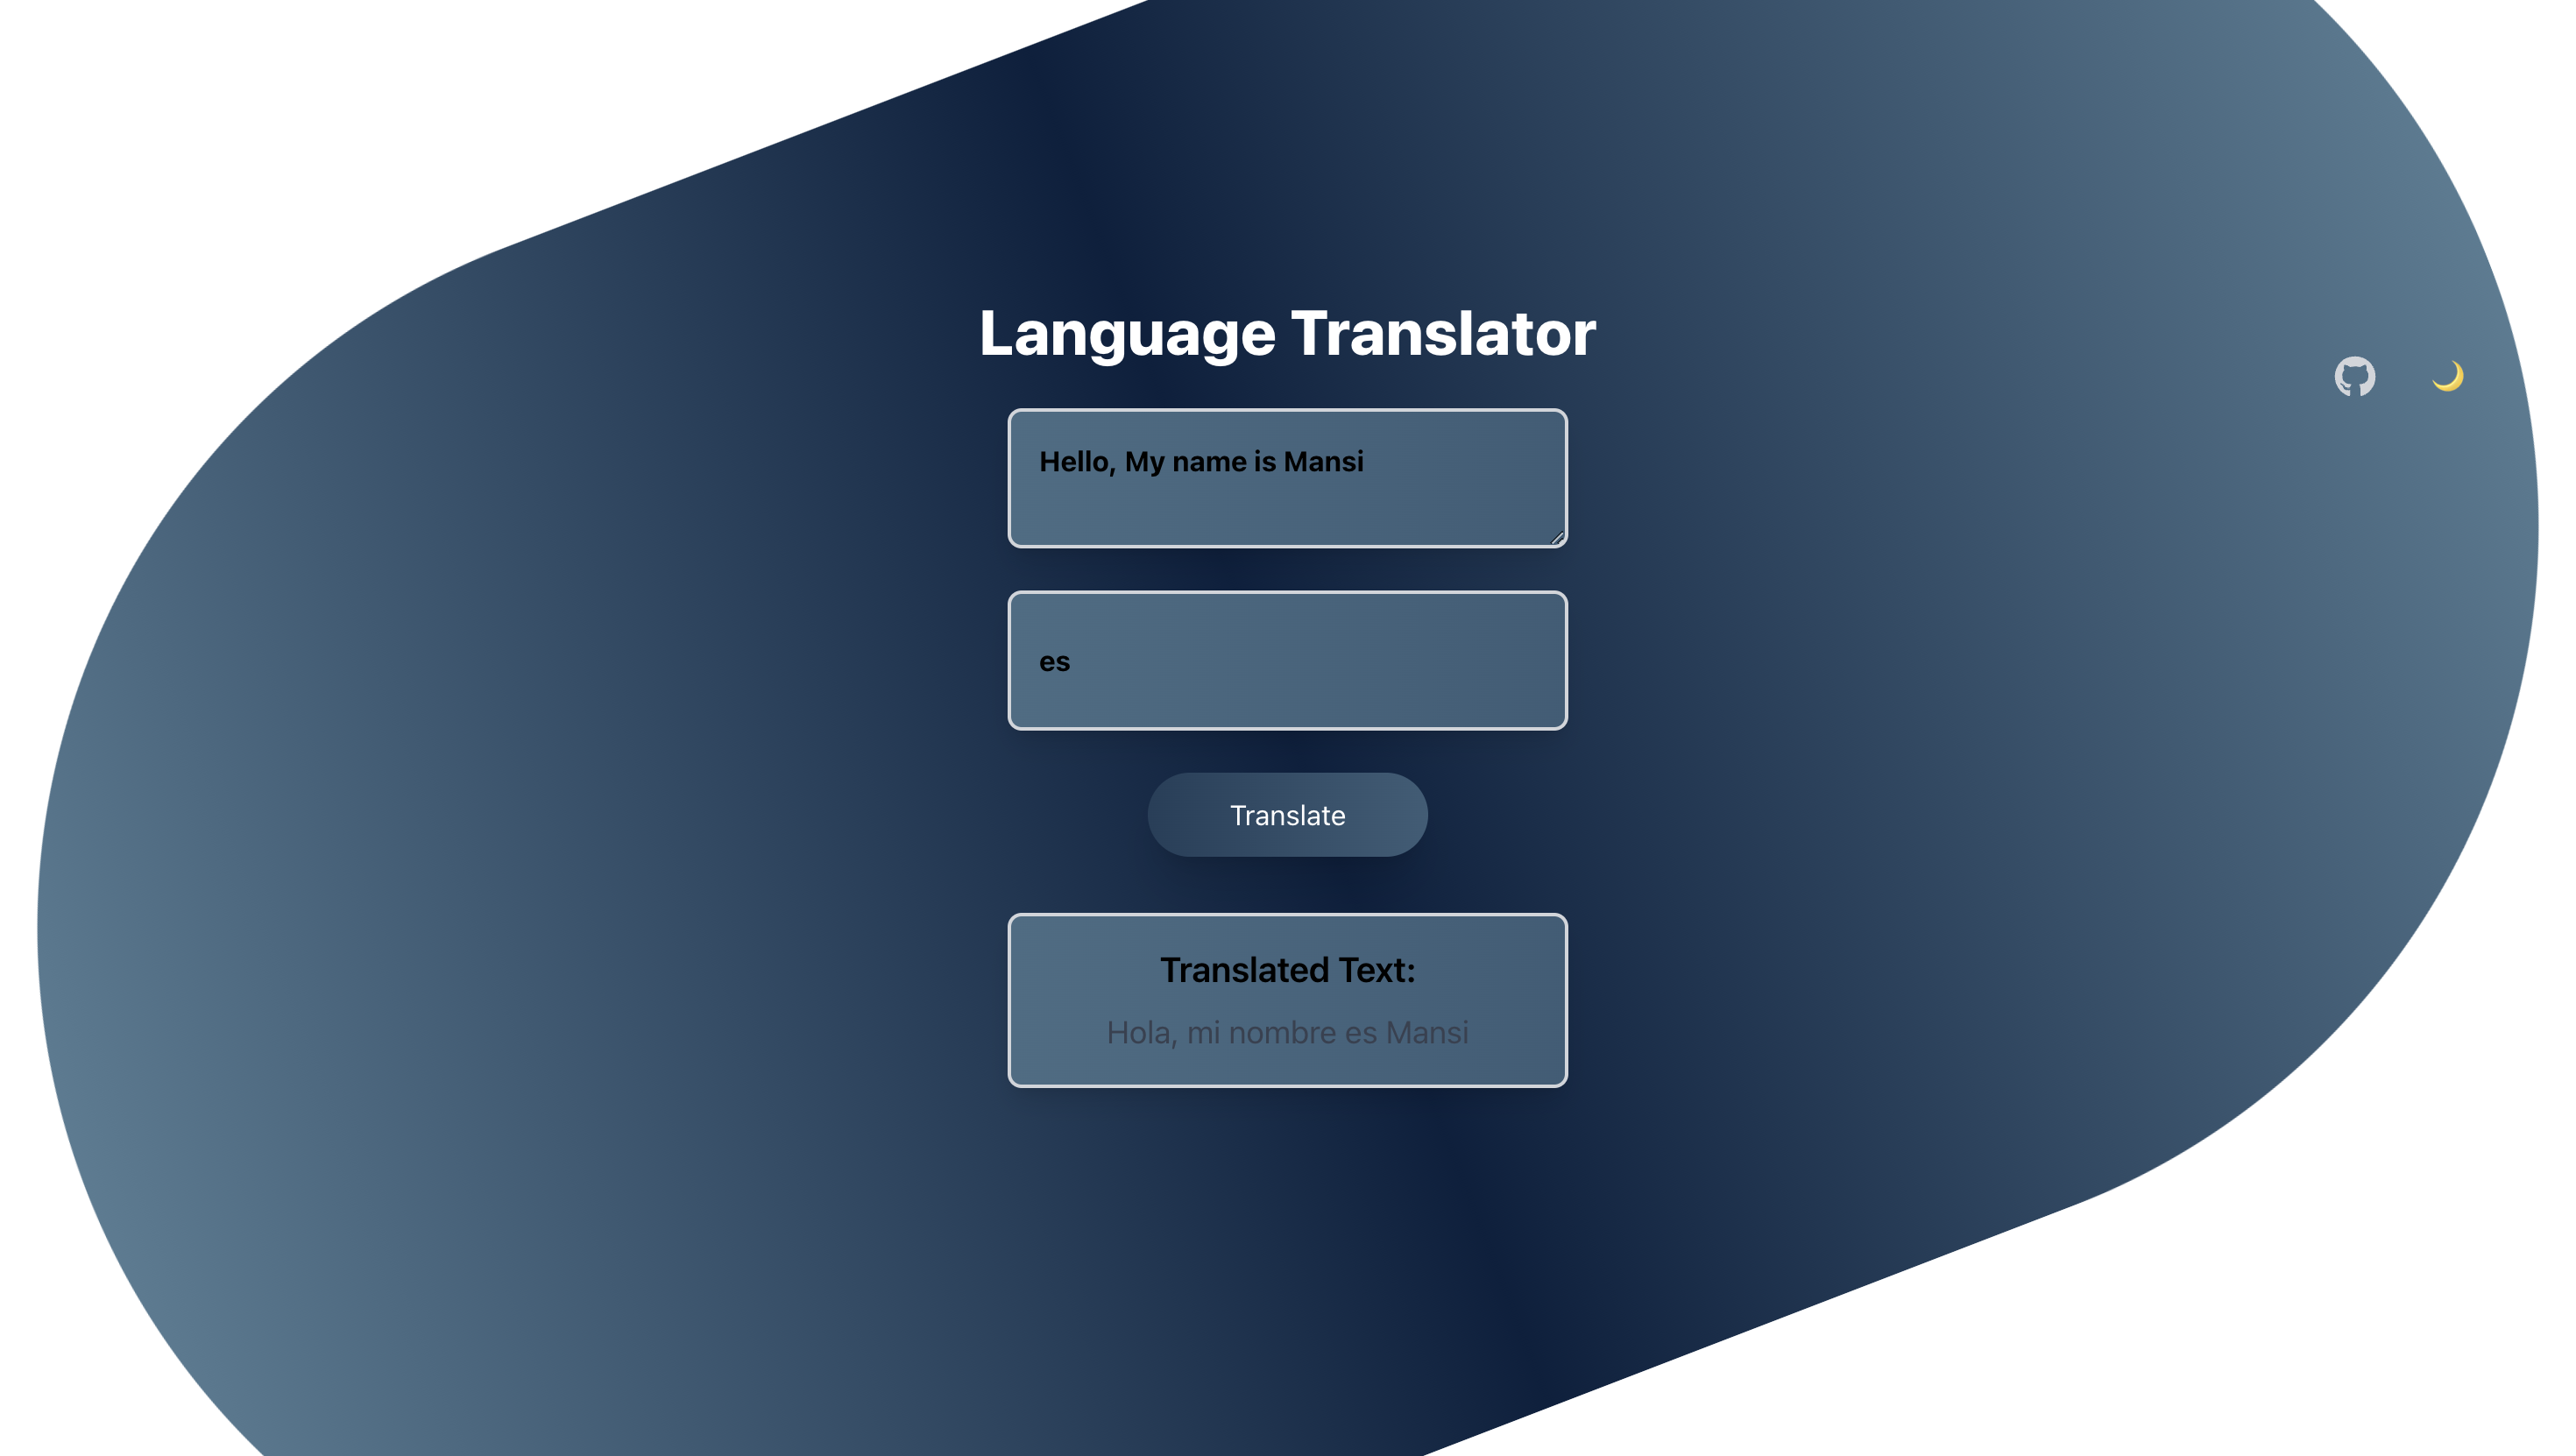 Language Translator
Hello, My name is Mansi
es
Translate
Translated Text:
Hola, mi nombre es Mansi